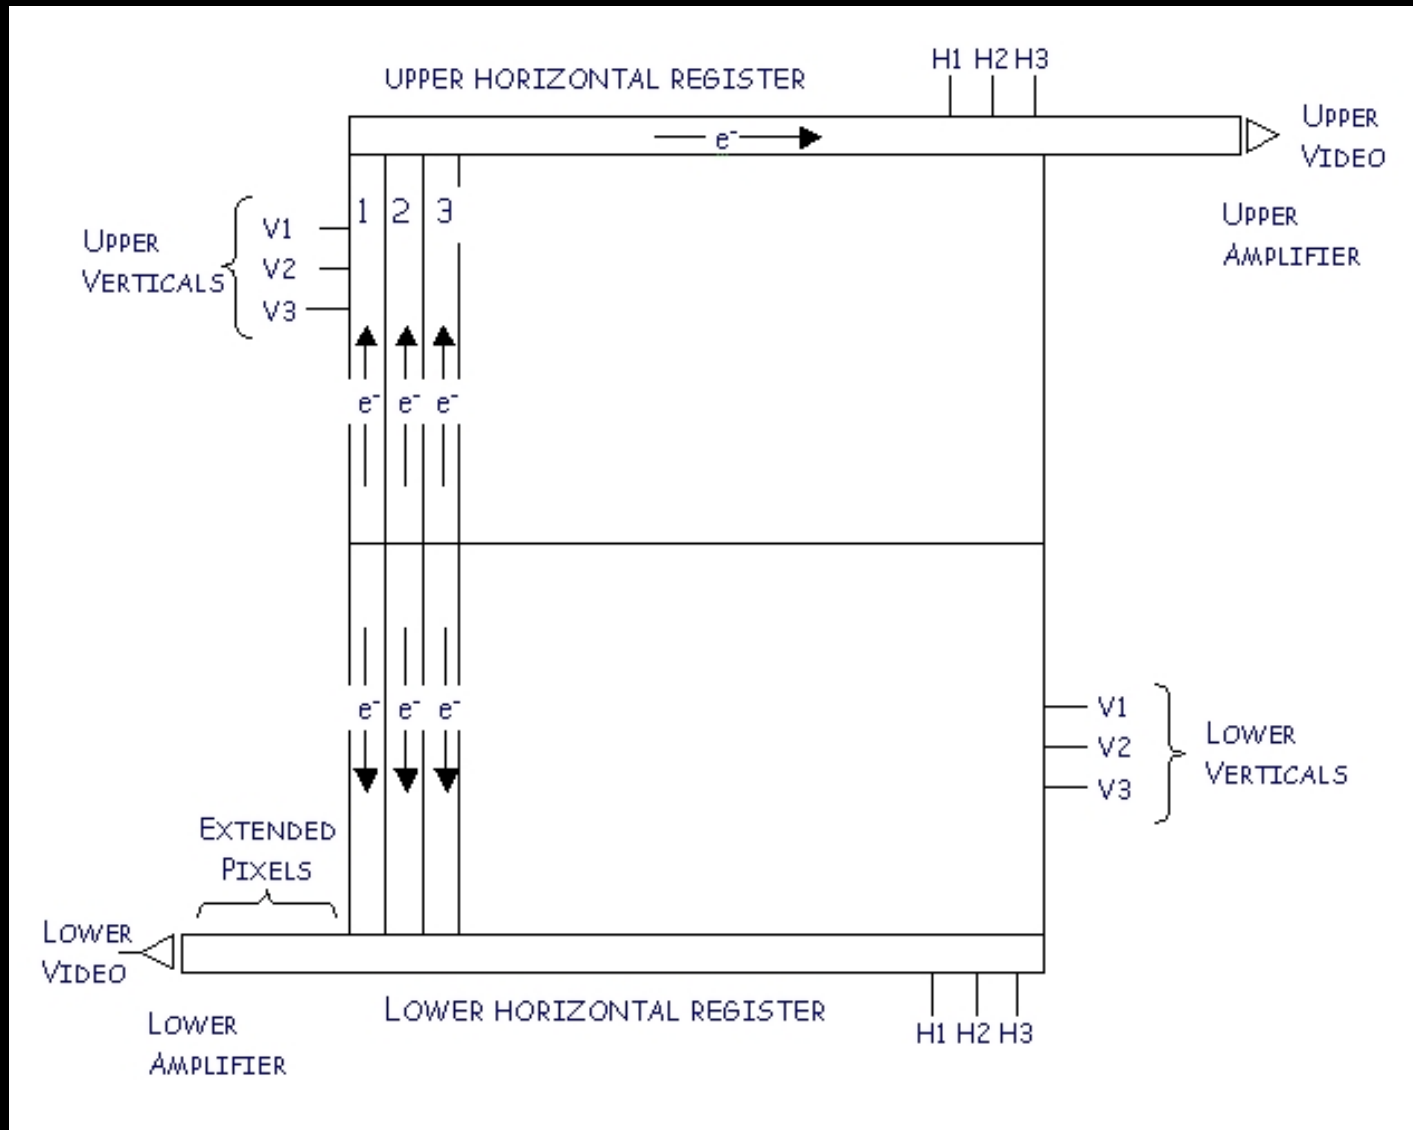 UPPER HORIZONTAL REGISTER
H1 H2 H3
e-
UPPER
VIDEO
UPPER
AMPLIFIER
1 2 3
UPPER
VERTICALS
V1
V2
V3
e- e- e-
e- e- e-
V1
V2
V3
LOWER
VERTICALS
EXTENDED
PIXELS
LOWER
VIDEO
LOWER
AMPLIFIER
LOWER HORIZONTAL REGISTER
H1 H2 H3